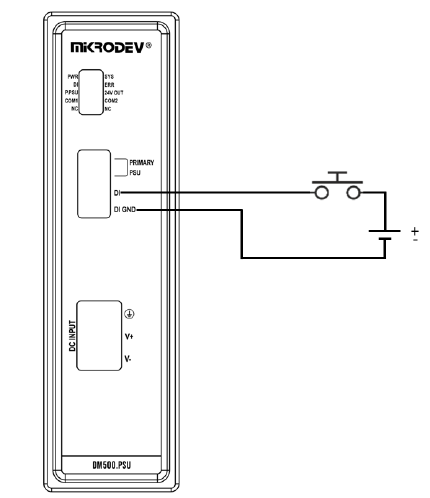 MIKRODEV®
PWR SYS
DI ERR
P.PSU 24V OUT
COM1 COM2
NC NC
PRIMARY
PSU
DI
DI GND
+
-
DC INPUT
V+
V-
DM500.PSU